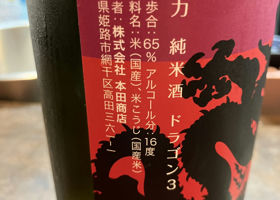 力 純米酒 ドラゴン3
歩合:65% アルコール分:16度
料名:米(国産)、米こうじ(国産米)
者:株式会社 本田商店
県姫路市網干区高田三六一